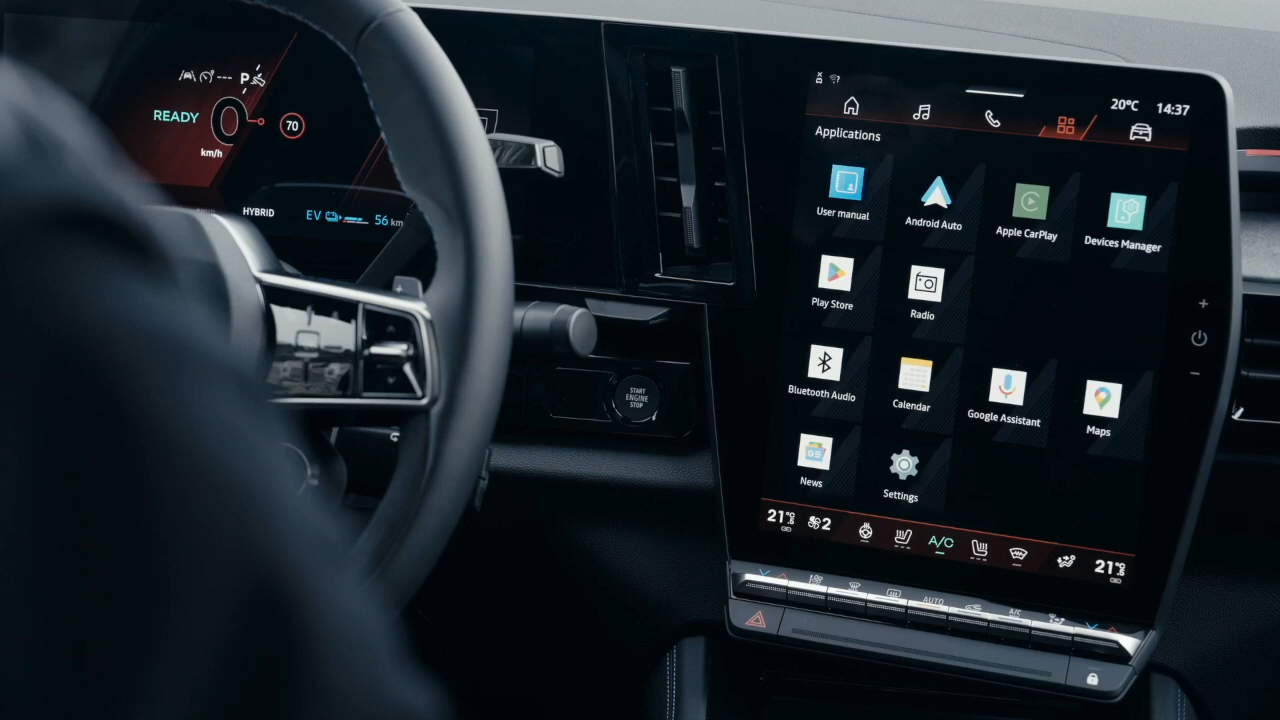 P
READY
0
70
km/h
HYBRID
EV
56 km
20°C 14:37
Applications
User manual
Android Auto
Apple CarPlay
Devices Manager
Play Store
Radio
Bluetooth Audio
Calendar
Google Assistant
Maps
News
Settings
21°C
2
A/C
21°C
START
ENGINE
STOP
AUTO
A/C